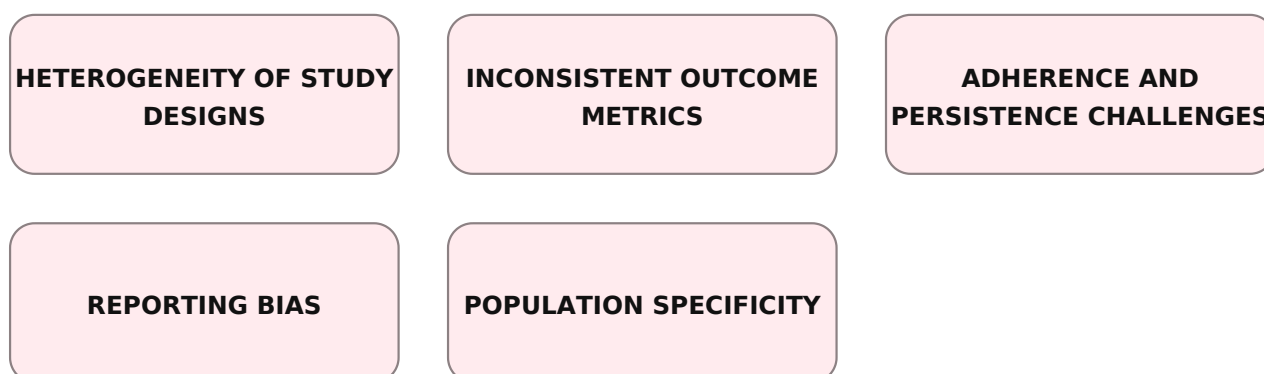 HETEROGENEITY OF STUDY
DESIGNS
INCONSISTENT OUTCOME
METRICS
ADHERENCE AND
PERSISTENCE CHALLENGES
REPORTING BIAS
POPULATION SPECIFICITY